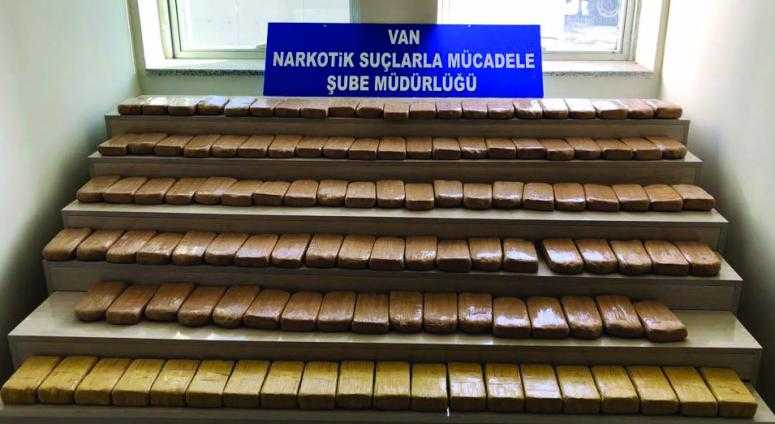 VAN
NARKOTİK SUÇLARLA MÜCADELE
ŞUBE MÜDÜRLÜĞÜ